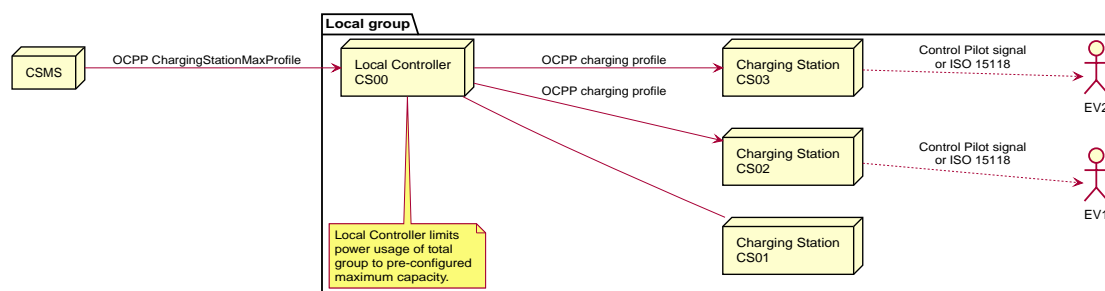 Local group
CSMS
OCPP ChargingStationMaxProfile
Local Controller
CS00
OCPP charging profile
OCPP charging profile
Charging Station
CS03
Control Pilot signal
or ISO 15118
EV2
Charging Station
CS02
Control Pilot signal
or ISO 15118
EV1
Charging Station
CS01
Local Controller limits
power usage of total
group to pre-configured
maximum capacity.